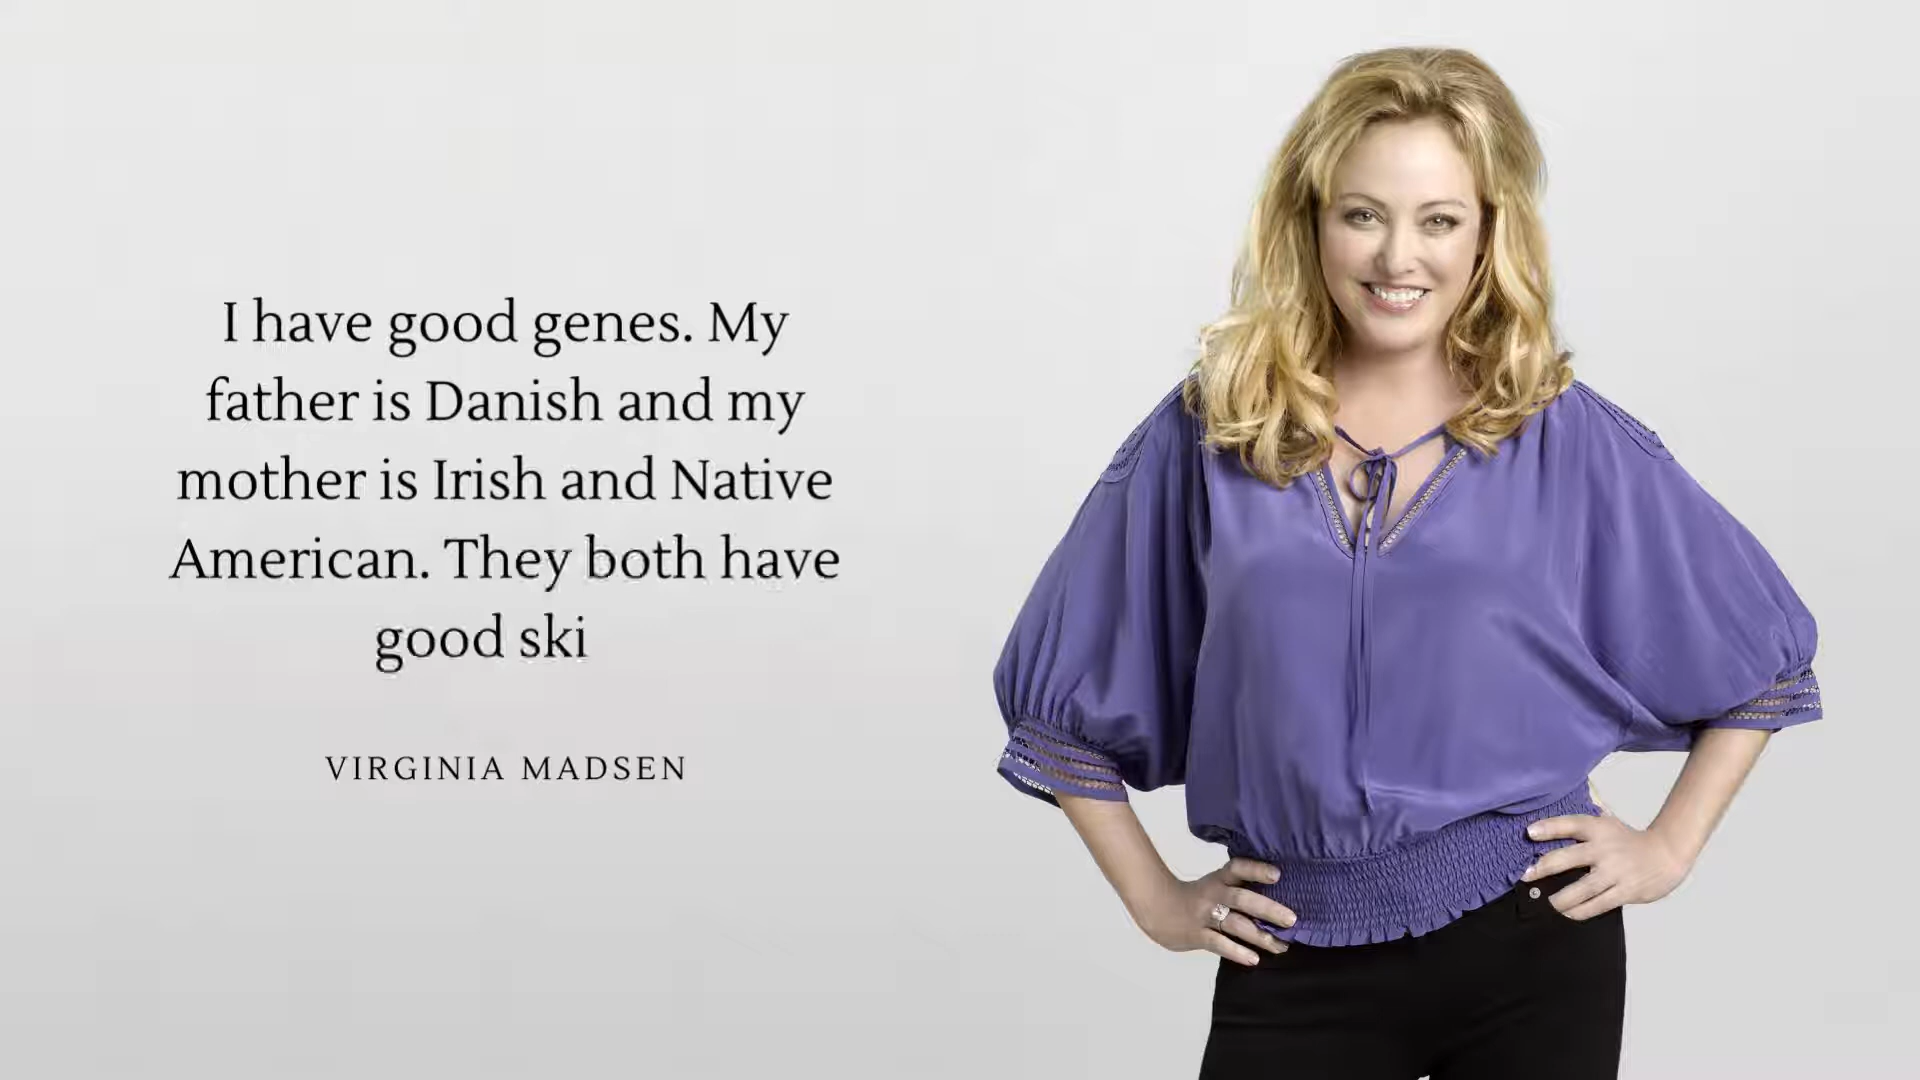 I have good genes. My
father is Danish and my
mother is Irish and Native
American. They both have
good ski
VIRGINIA MADSEN